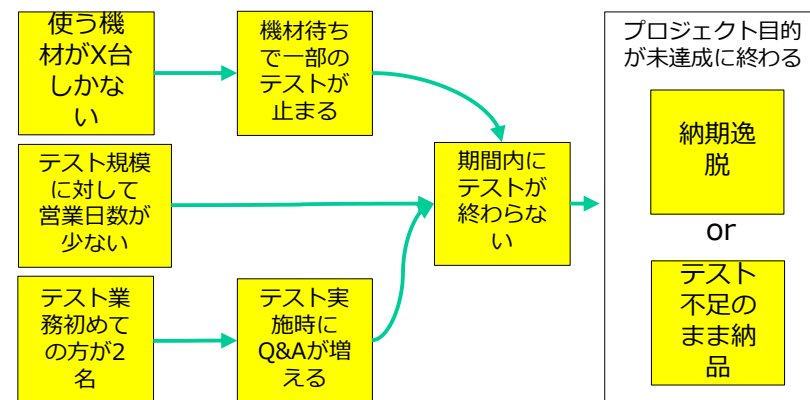 使う機
材がX台
しかな
い
機材待ち
で一部の
テストが
止まる
テスト規模
に対して
営業日数が
少ない
テスト業
務初めて
の方が2
名
テスト実
施時に
Q&Aが増
える
期間内に
テストが
終わらな
い
プロジェクト目的
が未達成に終わる
納期逸
脱
or
テスト
不足の
まま納
品